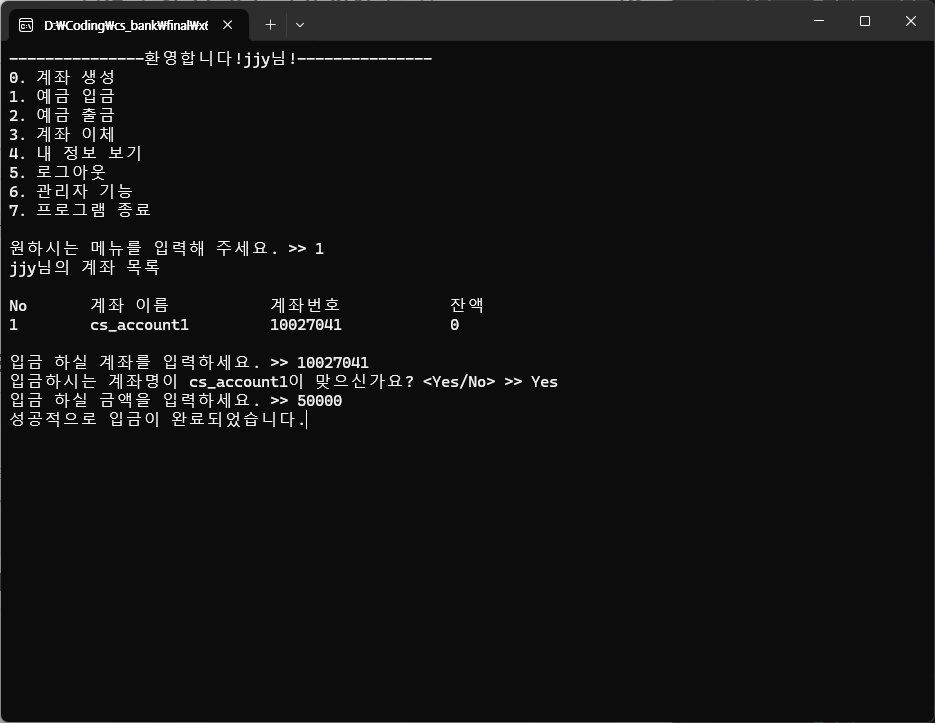 D:\Coding\cs_bank\final\x6
---------------환영합니다!jjy님!---------------
0. 계좌 생성
1. 예금 입금
2. 예금 출금
3. 계좌 이체
4. 내 정보 보기
5. 로그아웃
6. 관리자 기능
7. 프로그램 종료
원하시는 메뉴를 입력해 주세요. >> 1
jjy님의 계좌 목록
No 계좌 이름 계좌번호 잔액
1 cs_account1 10027041 0
입금 하실 계좌를 입력하세요. >> 10027041
입금하시는 계좌명이 cs_account1이 맞으신가요? <Yes/No> >> Yes
입금 하실 금액을 입력하세요. >> 50000
성공적으로 입금이 완료되었습니다.